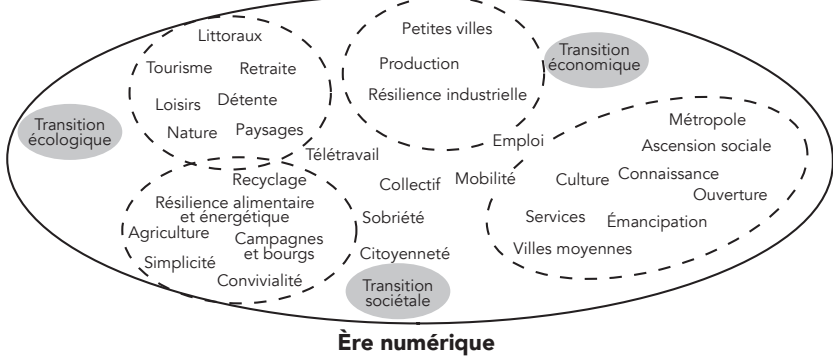 Littoraux
Tourisme
Retraite
Loisirs
Détente
Nature
Paysages
Petites villes
Production
Résilience industrielle
Transition
économique
Transition
écologique
Télétravail
Emploi
Collectif
Mobilité
Sobriété
Citoyenneté
Métropole
Ascension sociale
Culture
Connaissance
Ouverture
Services
Émancipation
Villes moyennes
Recyclage
Résilience alimentaire
et énergétique
Agriculture
Campagnes
et bourgs
Simplicité
Convivialité
Transition
sociétale
Ère numérique